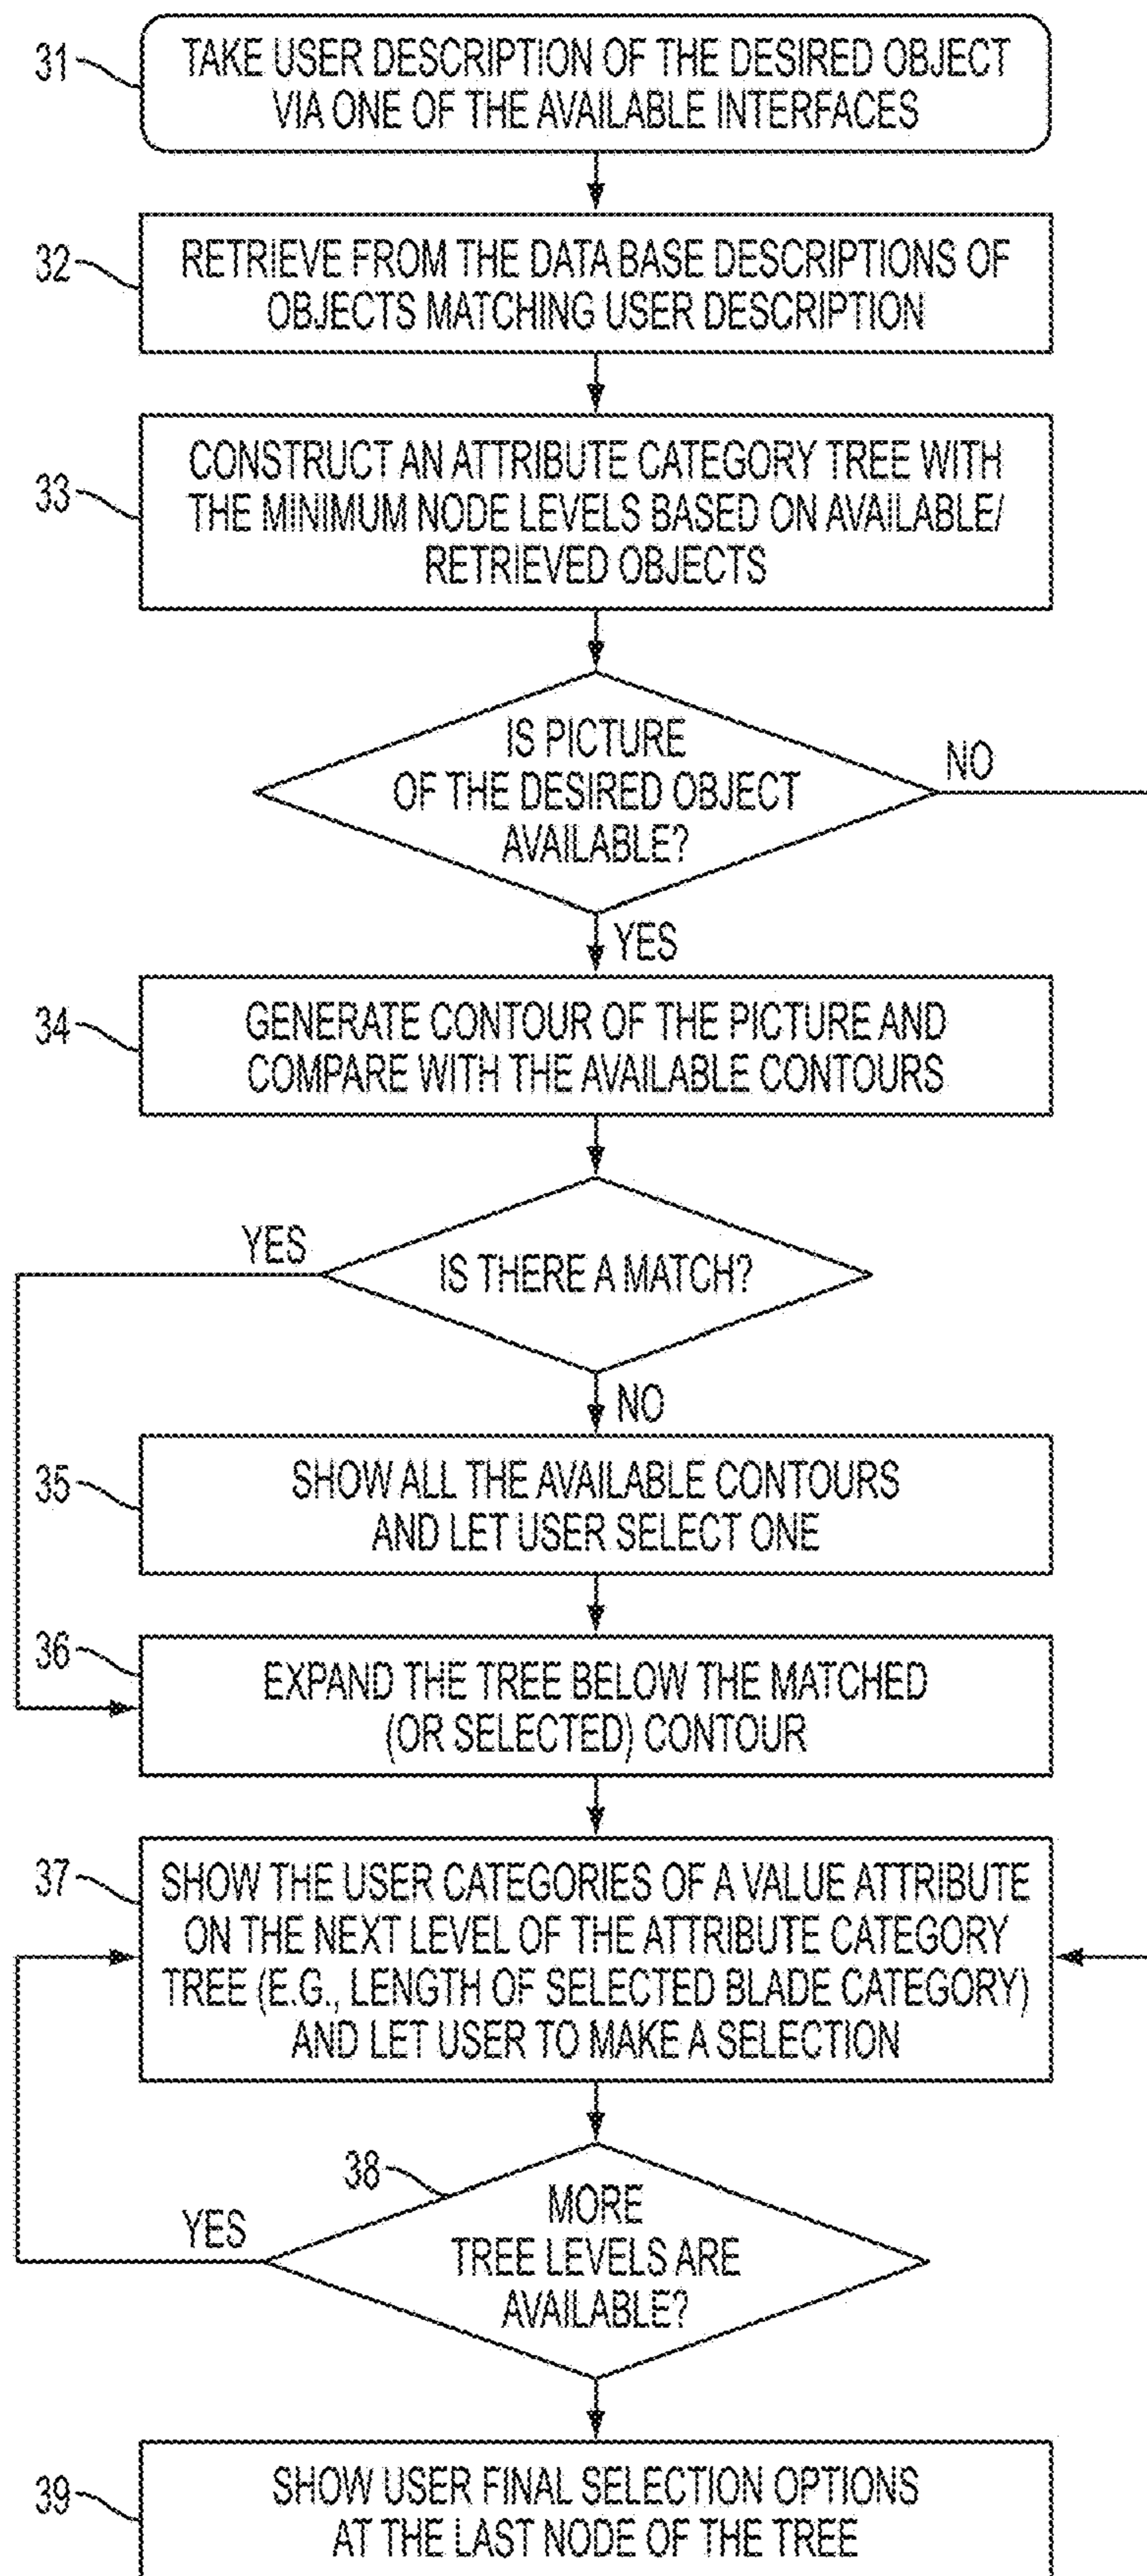 31
TAKE USER DESCRIPTION OF THE DESIRED OBJECT
VIA ONE OF THE AVAILABLE INTERFACES
32
RETRIEVE FROM THE DATA BASE DESCRIPTIONS OF
OBJECTS MATCHING USER DESCRIPTION
33
CONSTRUCT AN ATTRIBUTE CATEGORY TREE WITH
THE MINIMUM NODE LEVELS BASED ON AVAILABLE/
RETRIEVED OBJECTS
IS PICTURE
OF THE DESIRED OBJECT
AVAILABLE?
NO
YES
34
GENERATE CONTOUR OF THE PICTURE AND
COMPARE WITH THE AVAILABLE CONTOURS
YES
IS THERE A MATCH?
NO
35
SHOW ALL THE AVAILABLE CONTOURS
AND LET USER SELECT ONE
36
EXPAND THE TREE BELOW THE MATCHED
(OR SELECTED) CONTOUR
37
SHOW THE USER CATEGORIES OF A VALUE ATTRIBUTE
ON THE NEXT LEVEL OF THE ATTRIBUTE CATEGORY
TREE (E.G., LENGTH OF SELECTED BLADE CATEGORY)
AND LET USER TO MAKE A SELECTION
38
YES
MORE
TREE LEVELS ARE
AVAILABLE?
39
SHOW USER FINAL SELECTION OPTIONS
AT THE LAST NODE OF THE TREE